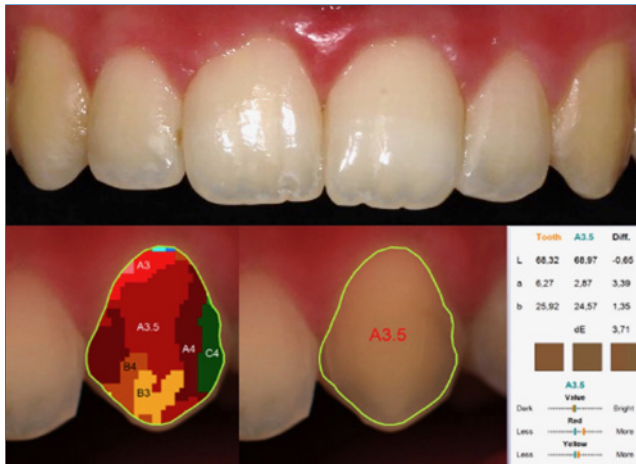 A3
A3.5
A4
B4
C4
B3
A3.5
Tooth A3.5 Diff.
L 68,32 68,97 -0,65
a 6,27 2,87 3,39
b 25,92 24,57 1,35
dE 3,71
A3.5
Value
Dark Bright
Red
Less More
Yellow
Less More